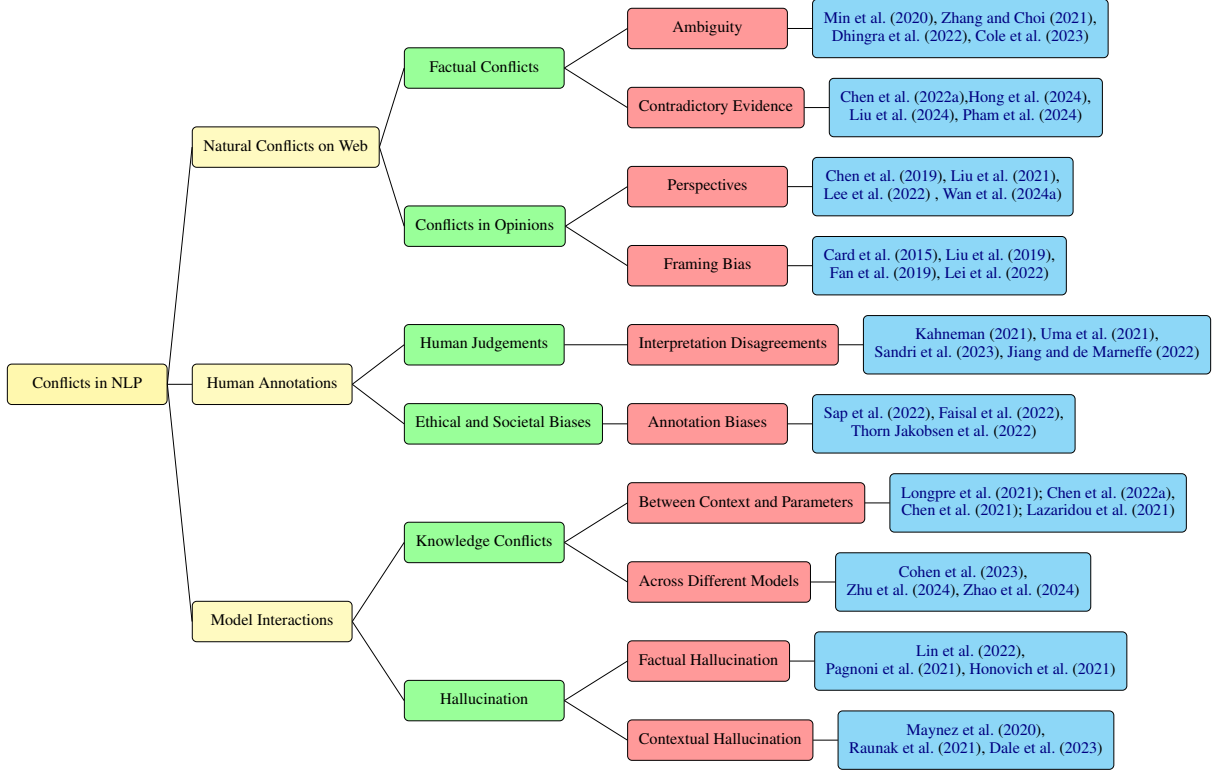 Conflicts in NLP
Natural Conflicts on Web
Factual Conflicts
Ambiguity
Min et al. (2020), Zhang and Choi (2021),
Dhingra et al. (2022), Cole et al. (2023)
Contradictory Evidence
Chen et al. (2022a),Hong et al. (2024),
Liu et al. (2024), Pham et al. (2024)
Conflicts in Opinions
Perspectives
Chen et al. (2019), Liu et al. (2021),
Lee et al. (2022) , Wan et al. (2024a)
Framing Bias
Card et al. (2015), Liu et al. (2019),
Fan et al. (2019), Lei et al. (2022)
Human Annotations
Human Judgements
Interpretation Disagreements
Kahneman (2021), Uma et al. (2021),
Sandri et al. (2023), Jiang and de Marneffe (2022)
Ethical and Societal Biases
Annotation Biases
Sap et al. (2022), Faisal et al. (2022),
Thorn Jakobsen et al. (2022)
Model Interactions
Knowledge Conflicts
Between Context and Parameters
Longpre et al. (2021); Chen et al. (2022a),
Chen et al. (2021); Lazaridou et al. (2021)
Across Different Models
Cohen et al. (2023),
Zhu et al. (2024), Zhao et al. (2024)
Hallucination
Factual Hallucination
Lin et al. (2022),
Pagnoni et al. (2021), Honovich et al. (2021)
Contextual Hallucination
Maynez et al. (2020),
Raunak et al. (2021), Dale et al. (2023)